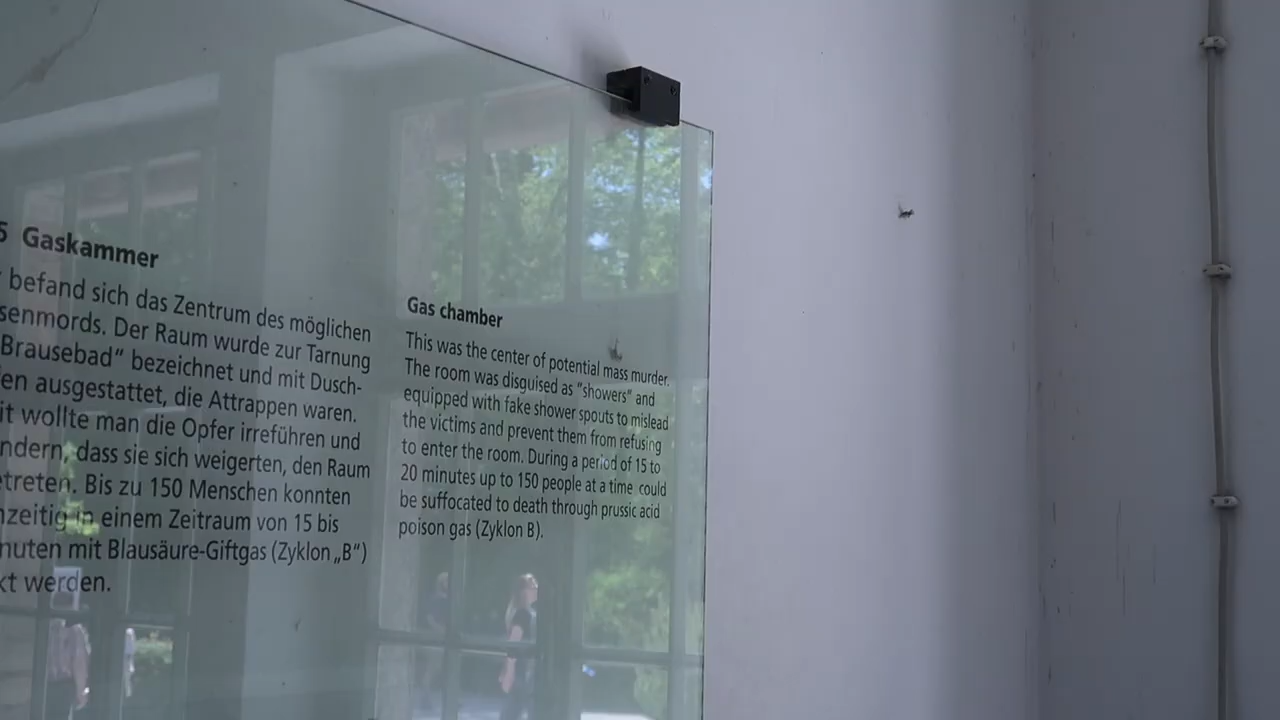 5 Gaskammer
befand sich das Zentrum des möglichen
senmords. Der Raum wurde zur Tarnung
Brausebad“ bezeichnet und mit Dusch-
en ausgestattet, die Attrappen waren.
it wollte man die Opfer irreführen und
ndern, dass sie sich weigerten, den Raum
treten. Bis zu 150 Menschen konnten
hzeitig in einem Zeitraum von 15 bis
nuten mit Blausäure-Giftgas (Zyklon „B“)
kt werden.
Gas chamber
This was the center of potential mass murder.
The room was disguised as "showers" and
equipped with fake shower spouts to mislead
the victims and prevent them from refusing
to enter the room. During a period of 15 to
20 minutes up to 150 people at a time could
be suffocated to death through prussic acid
poison gas (Zyklon B).